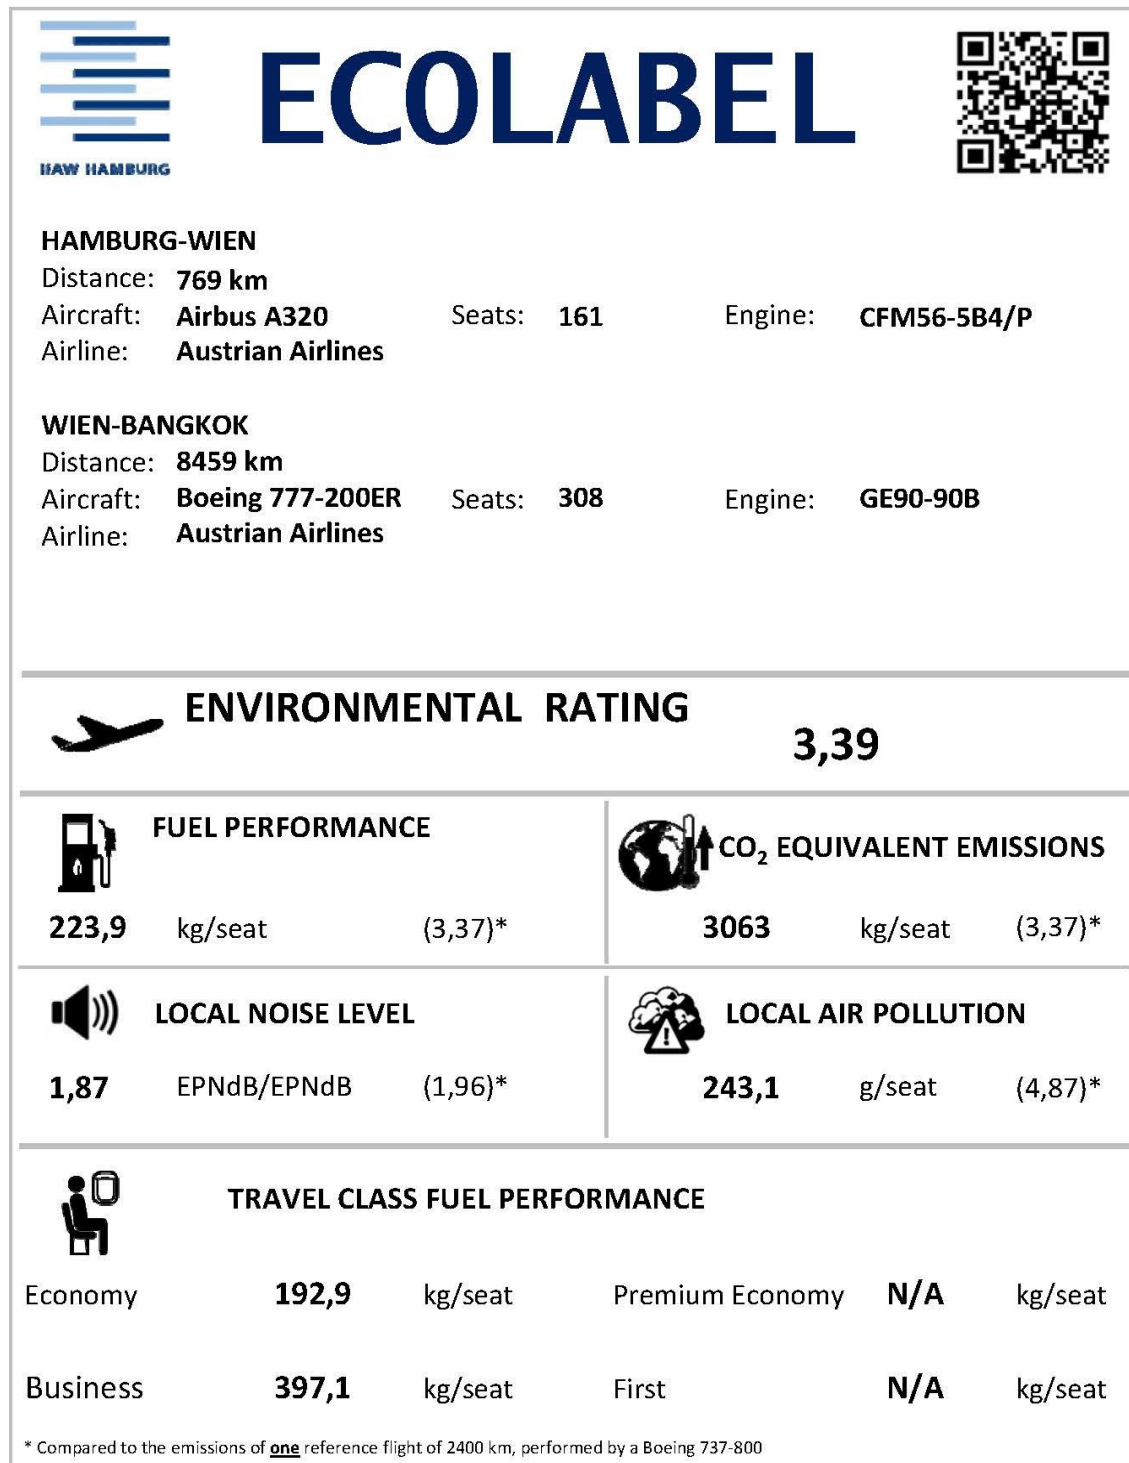 HAW HAMBURG
ECOLABEL
HAMBURG-WIEN
Distance: 769 km
Aircraft: Airbus A320 Seats: 161 Engine: CFM56-5B4/P
Airline: Austrian Airlines
WIEN-BANGKOK
Distance: 8459 km
Aircraft: Boeing 777-200ER Seats: 308 Engine: GE90-90B
Airline: Austrian Airlines
ENVIRONMENTAL RATING
3,39
FUEL PERFORMANCE
223,9 kg/seat (3,37)*
CO₂ EQUIVALENT EMISSIONS
3063 kg/seat (3,37)*
LOCAL NOISE LEVEL
1,87 EPNdB/EPNdB (1,96)*
LOCAL AIR POLLUTION
243,1 g/seat (4,87)*
TRAVEL CLASS FUEL PERFORMANCE
Economy 192,9 kg/seat Premium Economy N/A kg/seat
Business 397,1 kg/seat First N/A kg/seat
* Compared to the emissions of one reference flight of 2400 km, performed by a Boeing 737-800